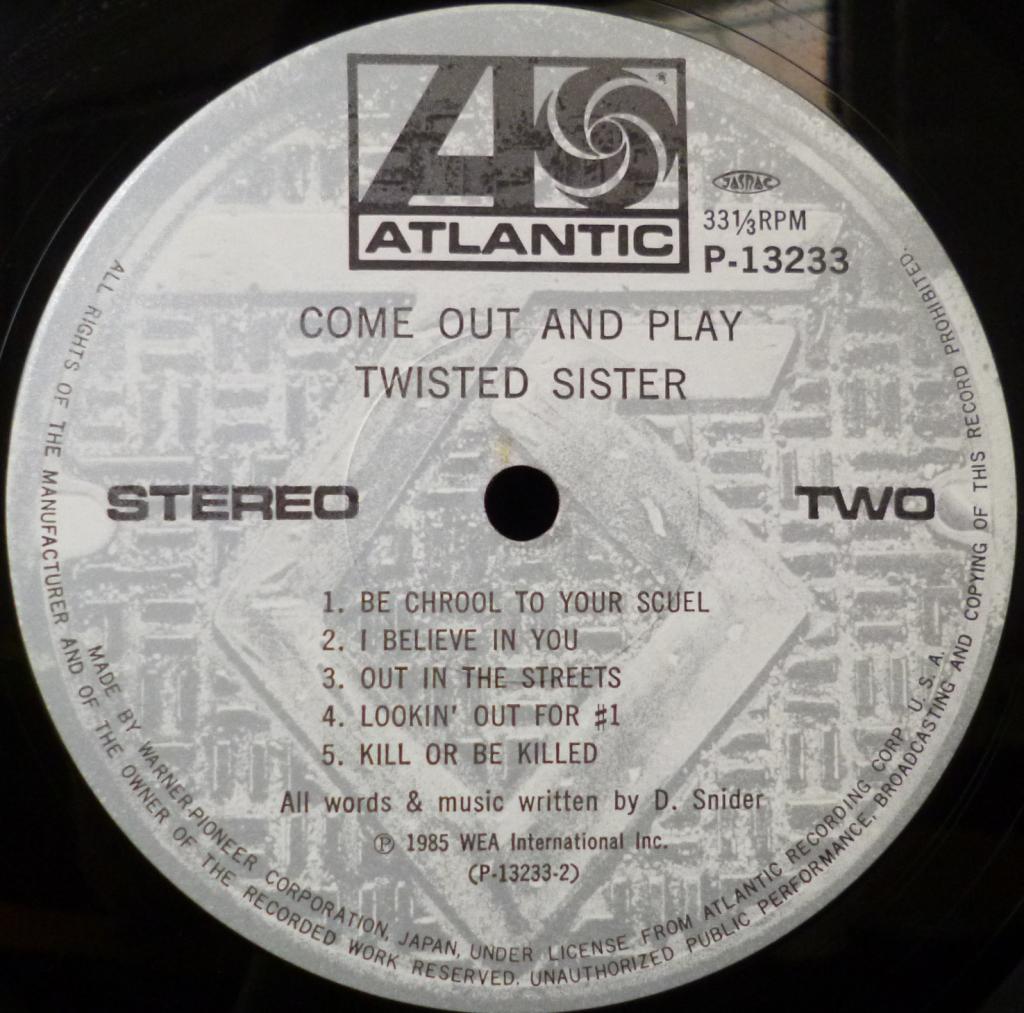 ATLANTIC
JASRAC
33⅓RPM
P-13233
COME OUT AND PLAY
TWISTED SISTER
STEREO
TWO
1. BE CHROOL TO YOUR SCUEL
2. I BELIEVE IN YOU
3. OUT IN THE STREETS
4. LOOKIN' OUT FOR #1
5. KILL OR BE KILLED
All words & music written by D. Snider
℗ 1985 WEA International Inc.
(P-13233-2)
MADE BY WARNER-PIONEER CORPORATION, JAPAN, UNDER LICENSE FROM ATLANTIC RECORDING CORP. U. S. A.
ALL RIGHTS OF THE MANUFACTURER AND OF THE OWNER OF THE RECORDED WORK RESERVED. UNAUTHORIZED PUBLIC PERFORMANCE, BROADCASTING AND COPYING OF THIS RECORD PROHIBITED